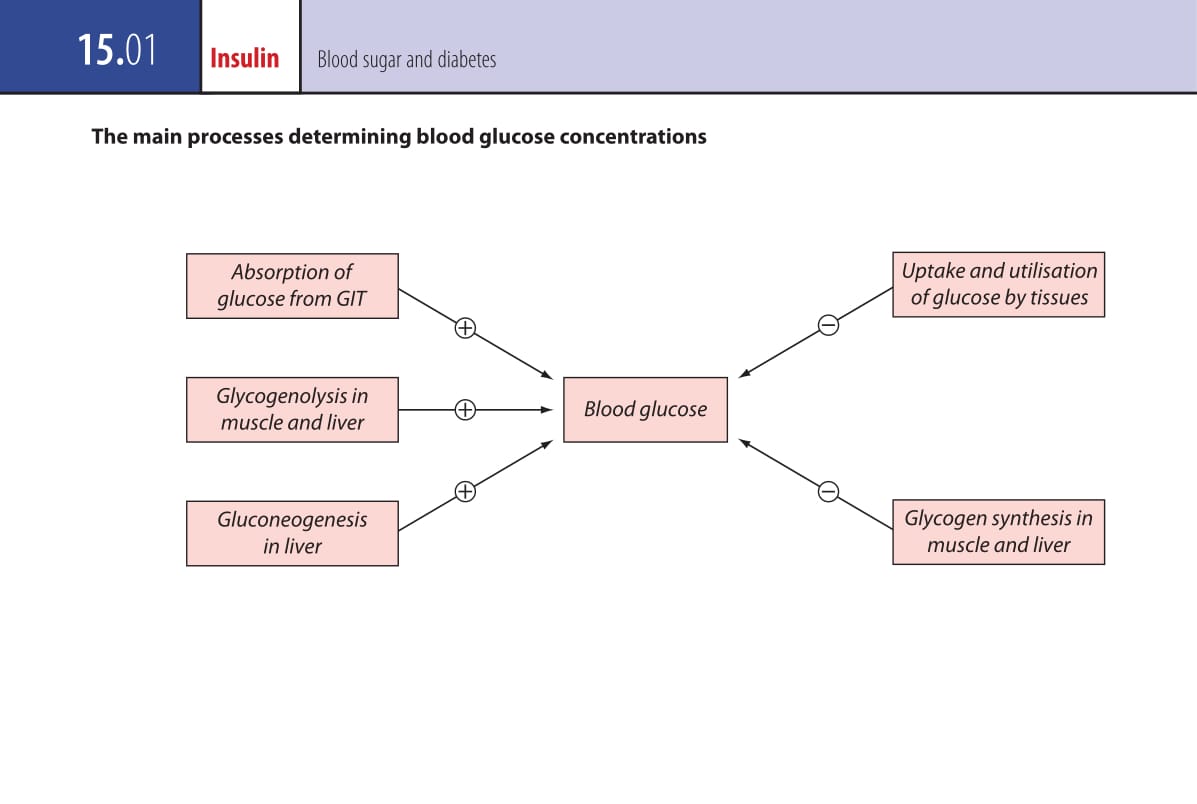 15.01
Insulin
Blood sugar and diabetes
The main processes determining blood glucose concentrations
Absorption of
glucose from GIT
Glycogenolysis in
muscle and liver
Gluconeogenesis
in liver
+
+
+
Blood glucose
−
−
Uptake and utilisation
of glucose by tissues
Glycogen synthesis in
muscle and liver